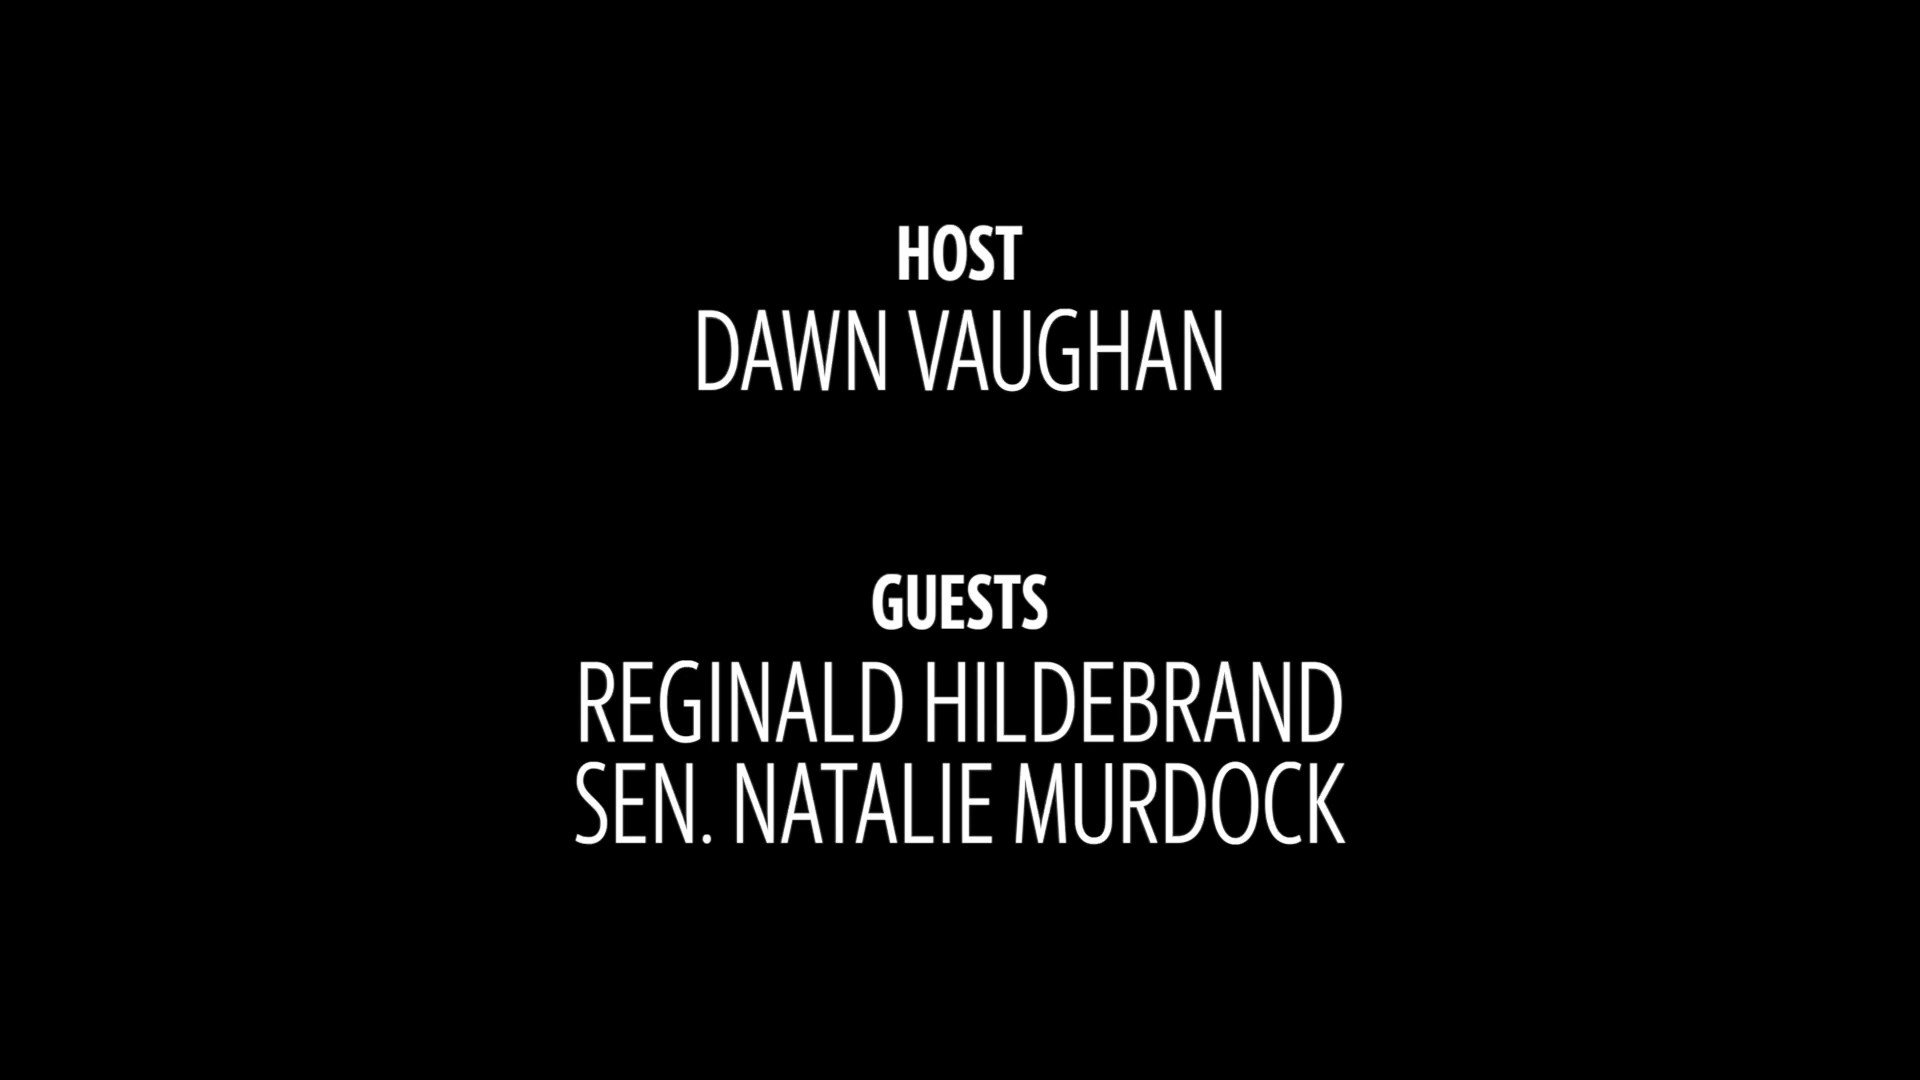 HOST
DAWN VAUGHAN
GUESTS
REGINALD HILDEBRAND
SEN. NATALIE MURDOCK